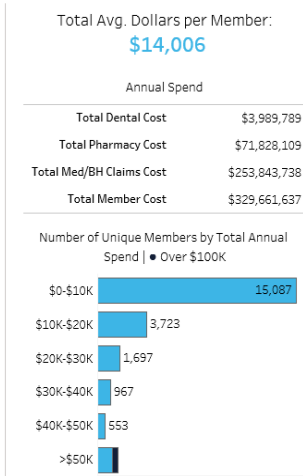 Total Avg. Dollars per Member:
$14,006
Annual Spend
Total Dental Cost $3,989,789
Total Pharmacy Cost $71,828,109
Total Med/BH Claims Cost $253,843,738
Total Member Cost $329,661,637
Number of Unique Members by Total Annual
Spend | ● Over $100K
$0-$10K 15,087
$10K-$20K 3,723
$20K-$30K 1,697
$30K-$40K 967
$40K-$50K 553
>$50K